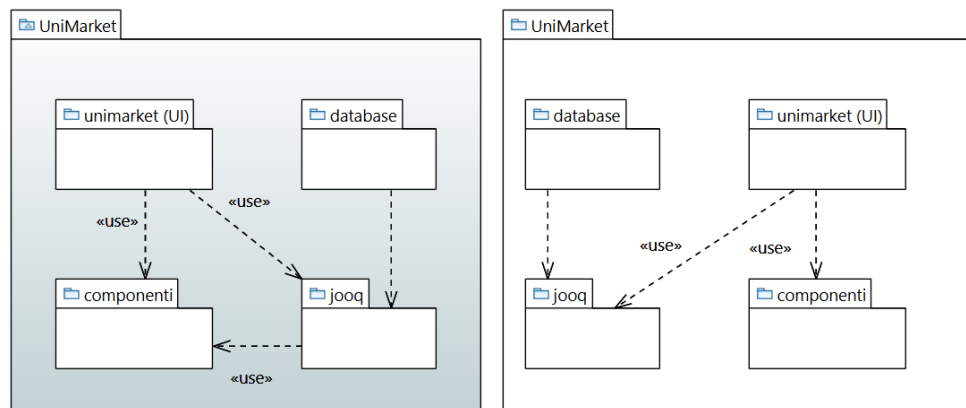 UniMarket
unimarket (UI)
database
«use»
«use»
componenti
jooq
«use»
UniMarket
database
unimarket (UI)
«use»
«use»
jooq
componenti